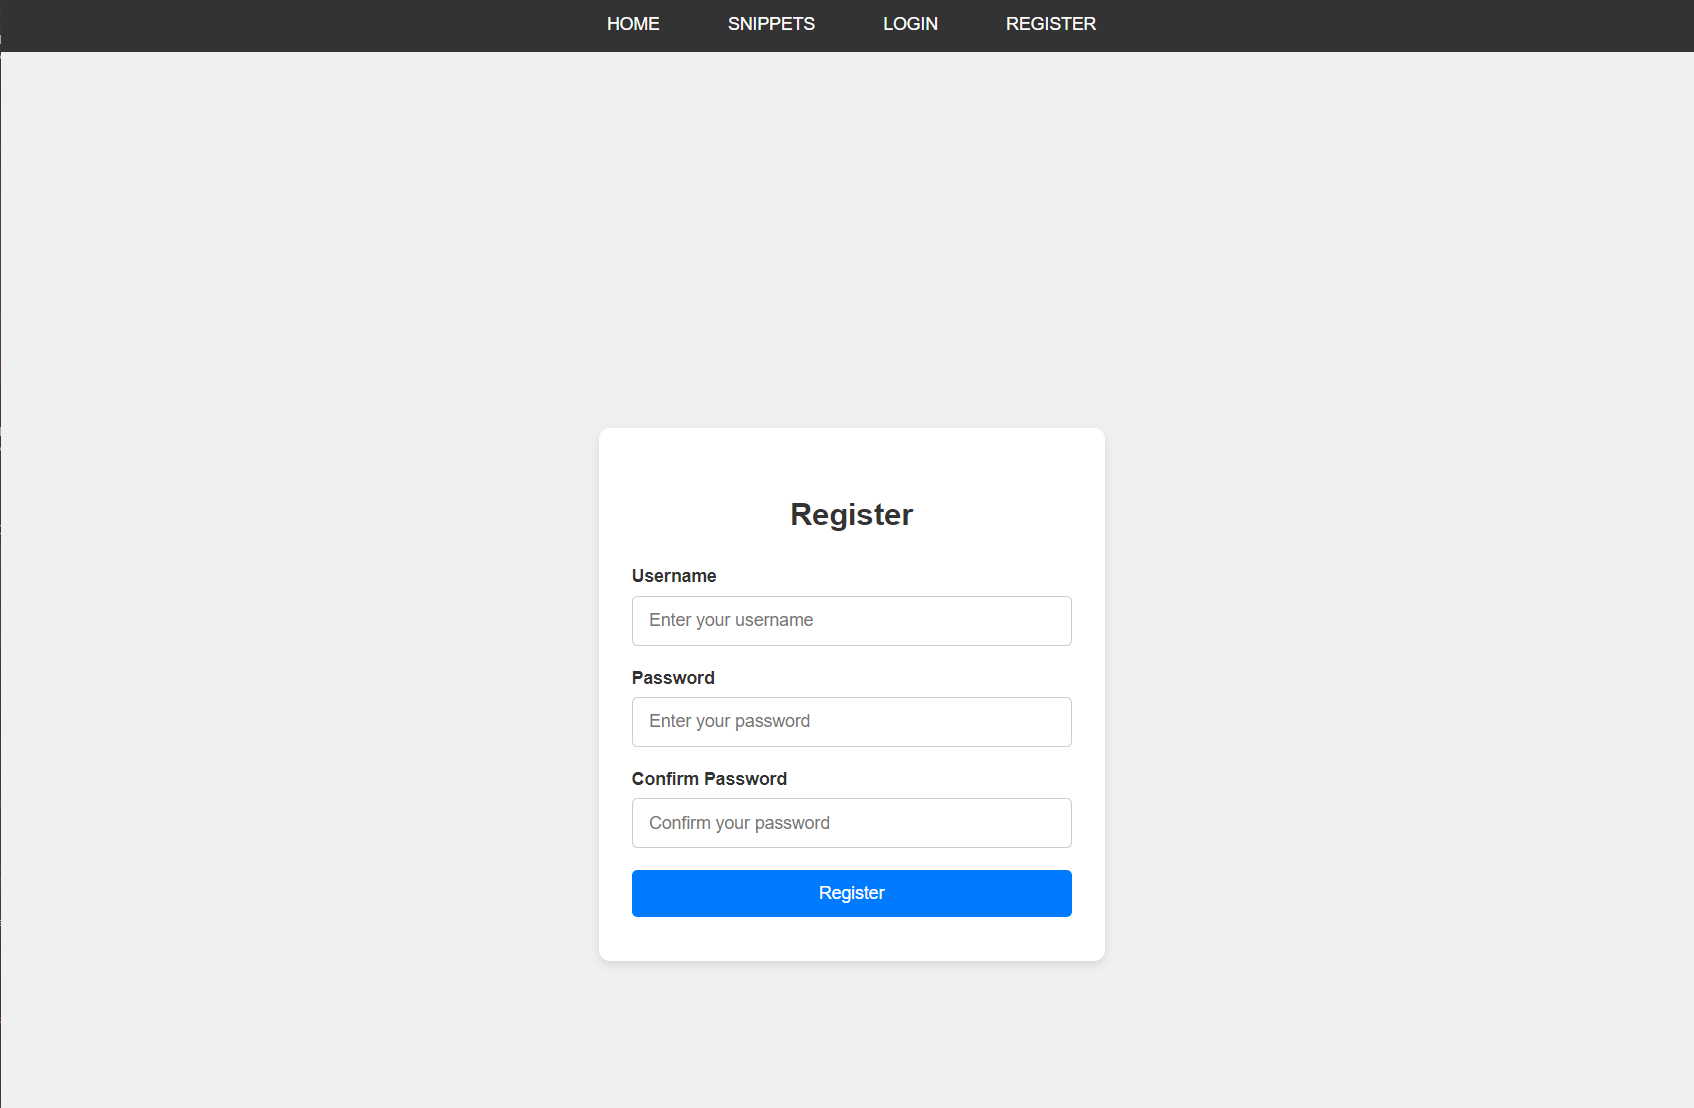 HOME SNIPPETS LOGIN REGISTER
Register
Username
Enter your username
Password
Enter your password
Confirm Password
Confirm your password
Register